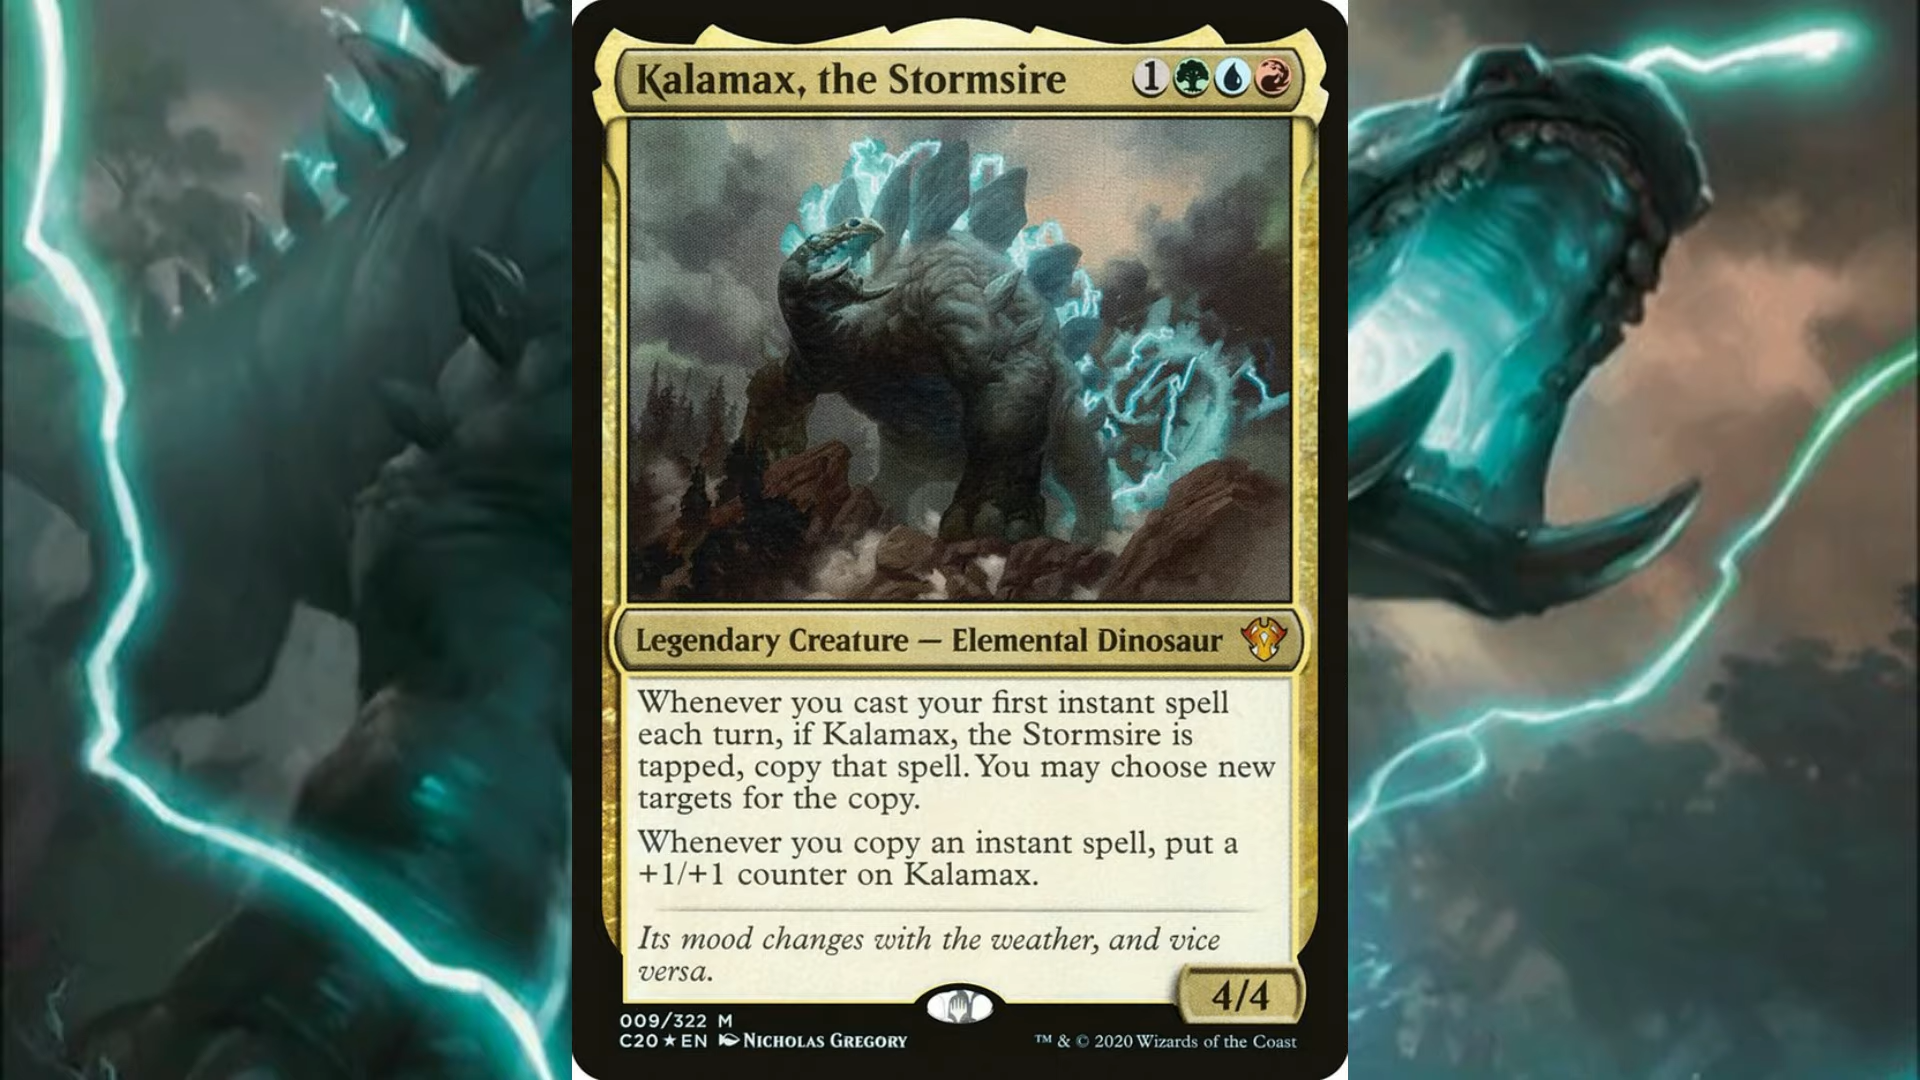 Kalamax, the Stormsire 1
Legendary Creature — Elemental Dinosaur
Whenever you cast your first instant spell
each turn, if Kalamax, the Stormsire is
tapped, copy that spell. You may choose new
targets for the copy.
Whenever you copy an instant spell, put a
+1/+1 counter on Kalamax.
Its mood changes with the weather, and vice
versa.
4/4
009/322 M
C20★EN Nicholas Gregory
™ & © 2020 Wizards of the Coast